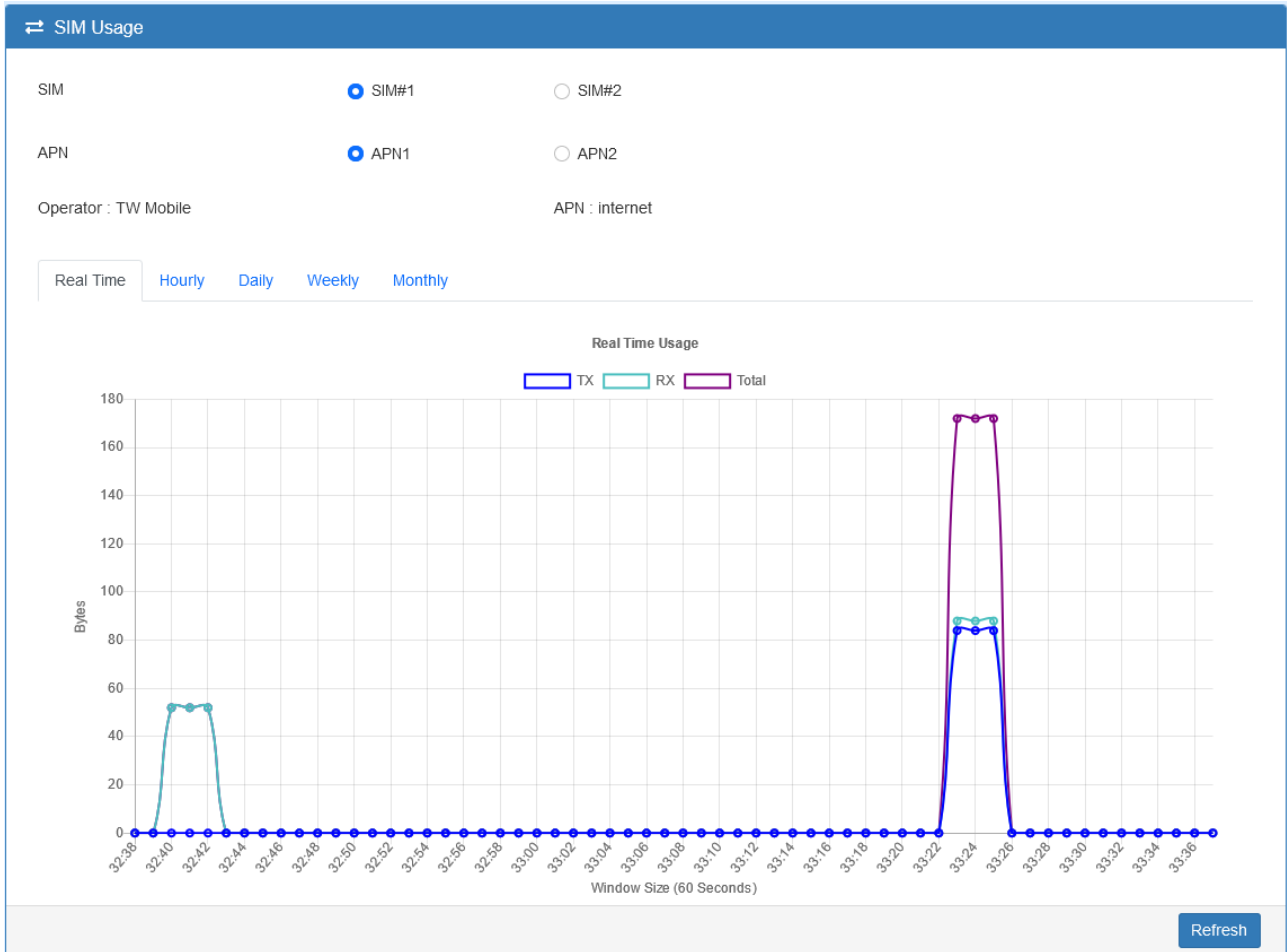 SIM Usage
SIM SIM#1 SIM#2
APN APN1 APN2
Operator : TW Mobile APN : internet
Real Time Hourly Daily Weekly Monthly
Real Time Usage
TX RX Total
180
160
140
120
100
80
60
40
20
0
Bytes
32:38 32:40 32:42 32:44 32:46 32:48 32:50 32:52 32:54 32:56 32:58 33:00 33:02 33:04 33:06 33:08 33:10 33:12 33:14 33:16 33:18 33:20 33:22 33:24 33:26 33:28 33:30 33:32 33:34 33:36
Window Size (60 Seconds)
Refresh